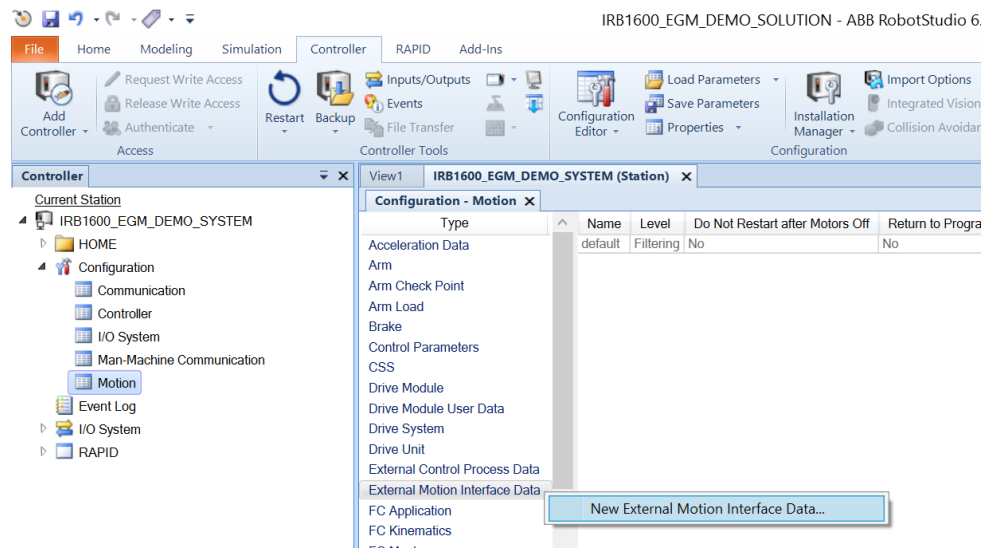 IRB1600_EGM_DEMO_SOLUTION - ABB RobotStudio 6.
File Home Modeling Simulation Controller RAPID Add-Ins
Add Controller
Request Write Access
Release Write Access
Authenticate
Access
Restart
Backup
Inputs/Outputs
Events
File Transfer
Controller Tools
Configuration Editor
Load Parameters
Save Parameters
Properties
Installation Manager
Import Options
Integrated Vision
Collision Avoidan
Configuration
Controller
Current Station
IRB1600_EGM_DEMO_SYSTEM
HOME
Configuration
Communication
Controller
I/O System
Man-Machine Communication
Motion
Event Log
I/O System
RAPID
View1 IRB1600_EGM_DEMO_SYSTEM (Station)
Configuration - Motion
Type
Acceleration Data
Arm
Arm Check Point
Arm Load
Brake
Control Parameters
CSS
Drive Module
Drive Module User Data
Drive System
Drive Unit
External Control Process Data
External Motion Interface Data
FC Application
FC Kinematics
Name Level Do Not Restart after Motors Off Return to Progra
default Filtering No No
New External Motion Interface Data...